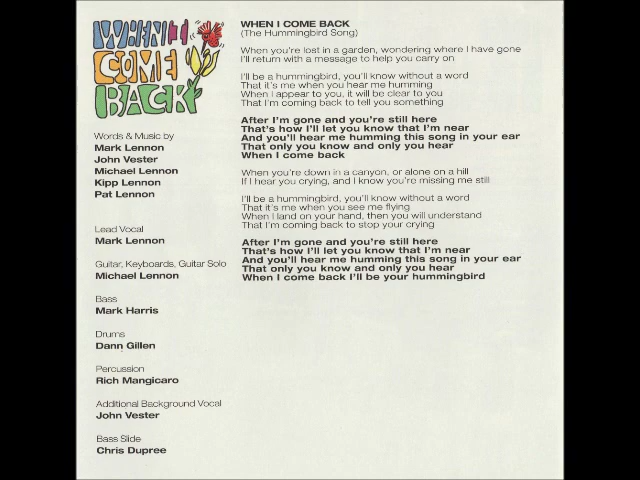 WHEN I
COME
BACK
Words & Music by
Mark Lennon
John Vester
Michael Lennon
Kipp Lennon
Pat Lennon
Lead Vocal
Mark Lennon
Guitar, Keyboards, Guitar Solo
Michael Lennon
Bass
Mark Harris
Drums
Dann Gillen
Percussion
Rich Mangicaro
Additional Background Vocal
John Vester
Bass Slide
Chris Dupree
WHEN I COME BACK
(The Hummingbird Song)
When you're lost in a garden, wondering where I have gone
I'll return with a message to help you carry on
I'll be a hummingbird, you'll know without a word
That it's me when you hear me humming
When I appear to you, it will be clear to you
That I'm coming back to tell you something
After I'm gone and you're still here
That's how I'll let you know that I'm near
And you'll hear me humming this song in your ear
That only you know and only you hear
When I come back
When you're down in a canyon, or alone on a hill
If I hear you crying, and I know you're missing me still
I'll be a hummingbird, you'll know without a word
That it's me when you see me flying
When I land on your hand, then you will understand
That I'm coming back to stop your crying
After I'm gone and you're still here
That's how I'll let you know that I'm near
And you'll hear me humming this song in your ear
That only you know and only you hear
When I come back I'll be your hummingbird